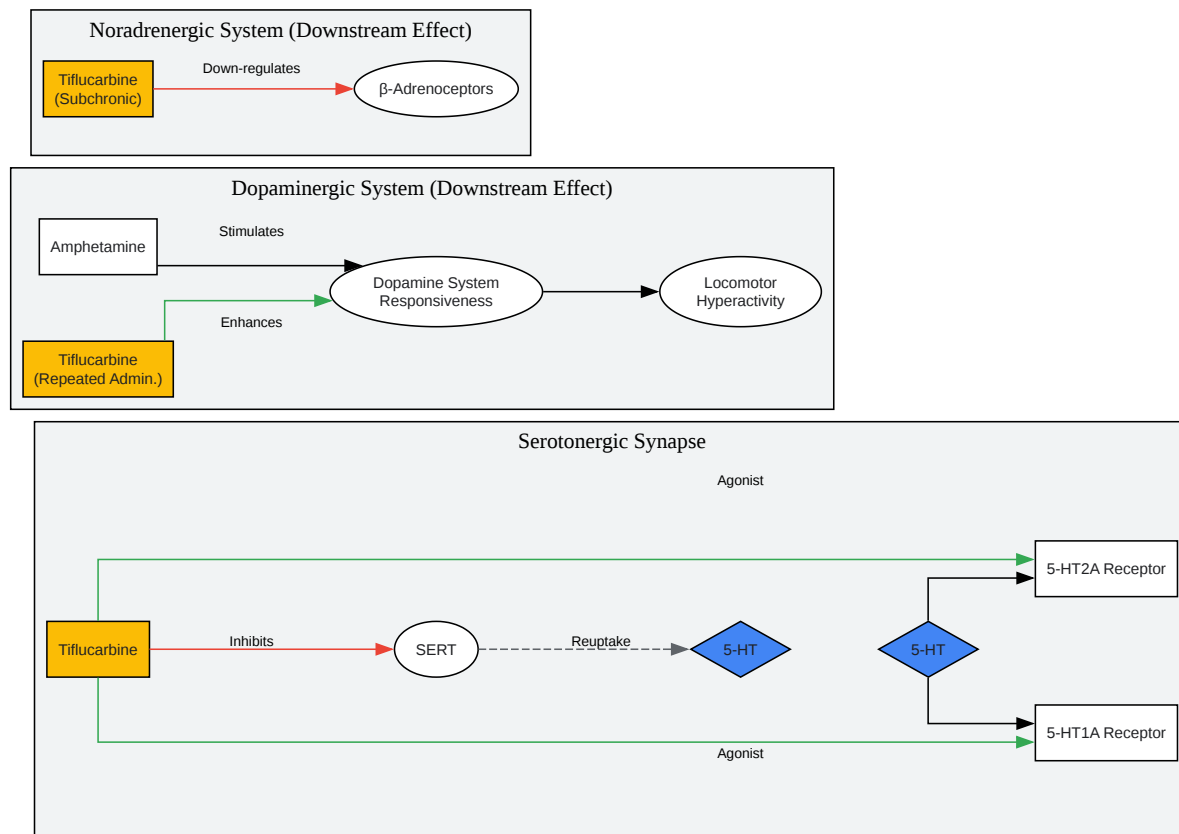 Noradrenergic System (Downstream Effect)
Tiflucarbine
(Subchronic)
Down-regulates
β-Adrenoceptors
Dopaminergic System (Downstream Effect)
Amphetamine
Stimulates
Dopamine System
Responsiveness
Locomotor
Hyperactivity
Enhances
Tiflucarbine
(Repeated Admin.)
Serotonergic Synapse
Agonist
5-HT2A Receptor
Tiflucarbine
Inhibits
SERT
Reuptake
5-HT
5-HT
5-HT1A Receptor
Agonist